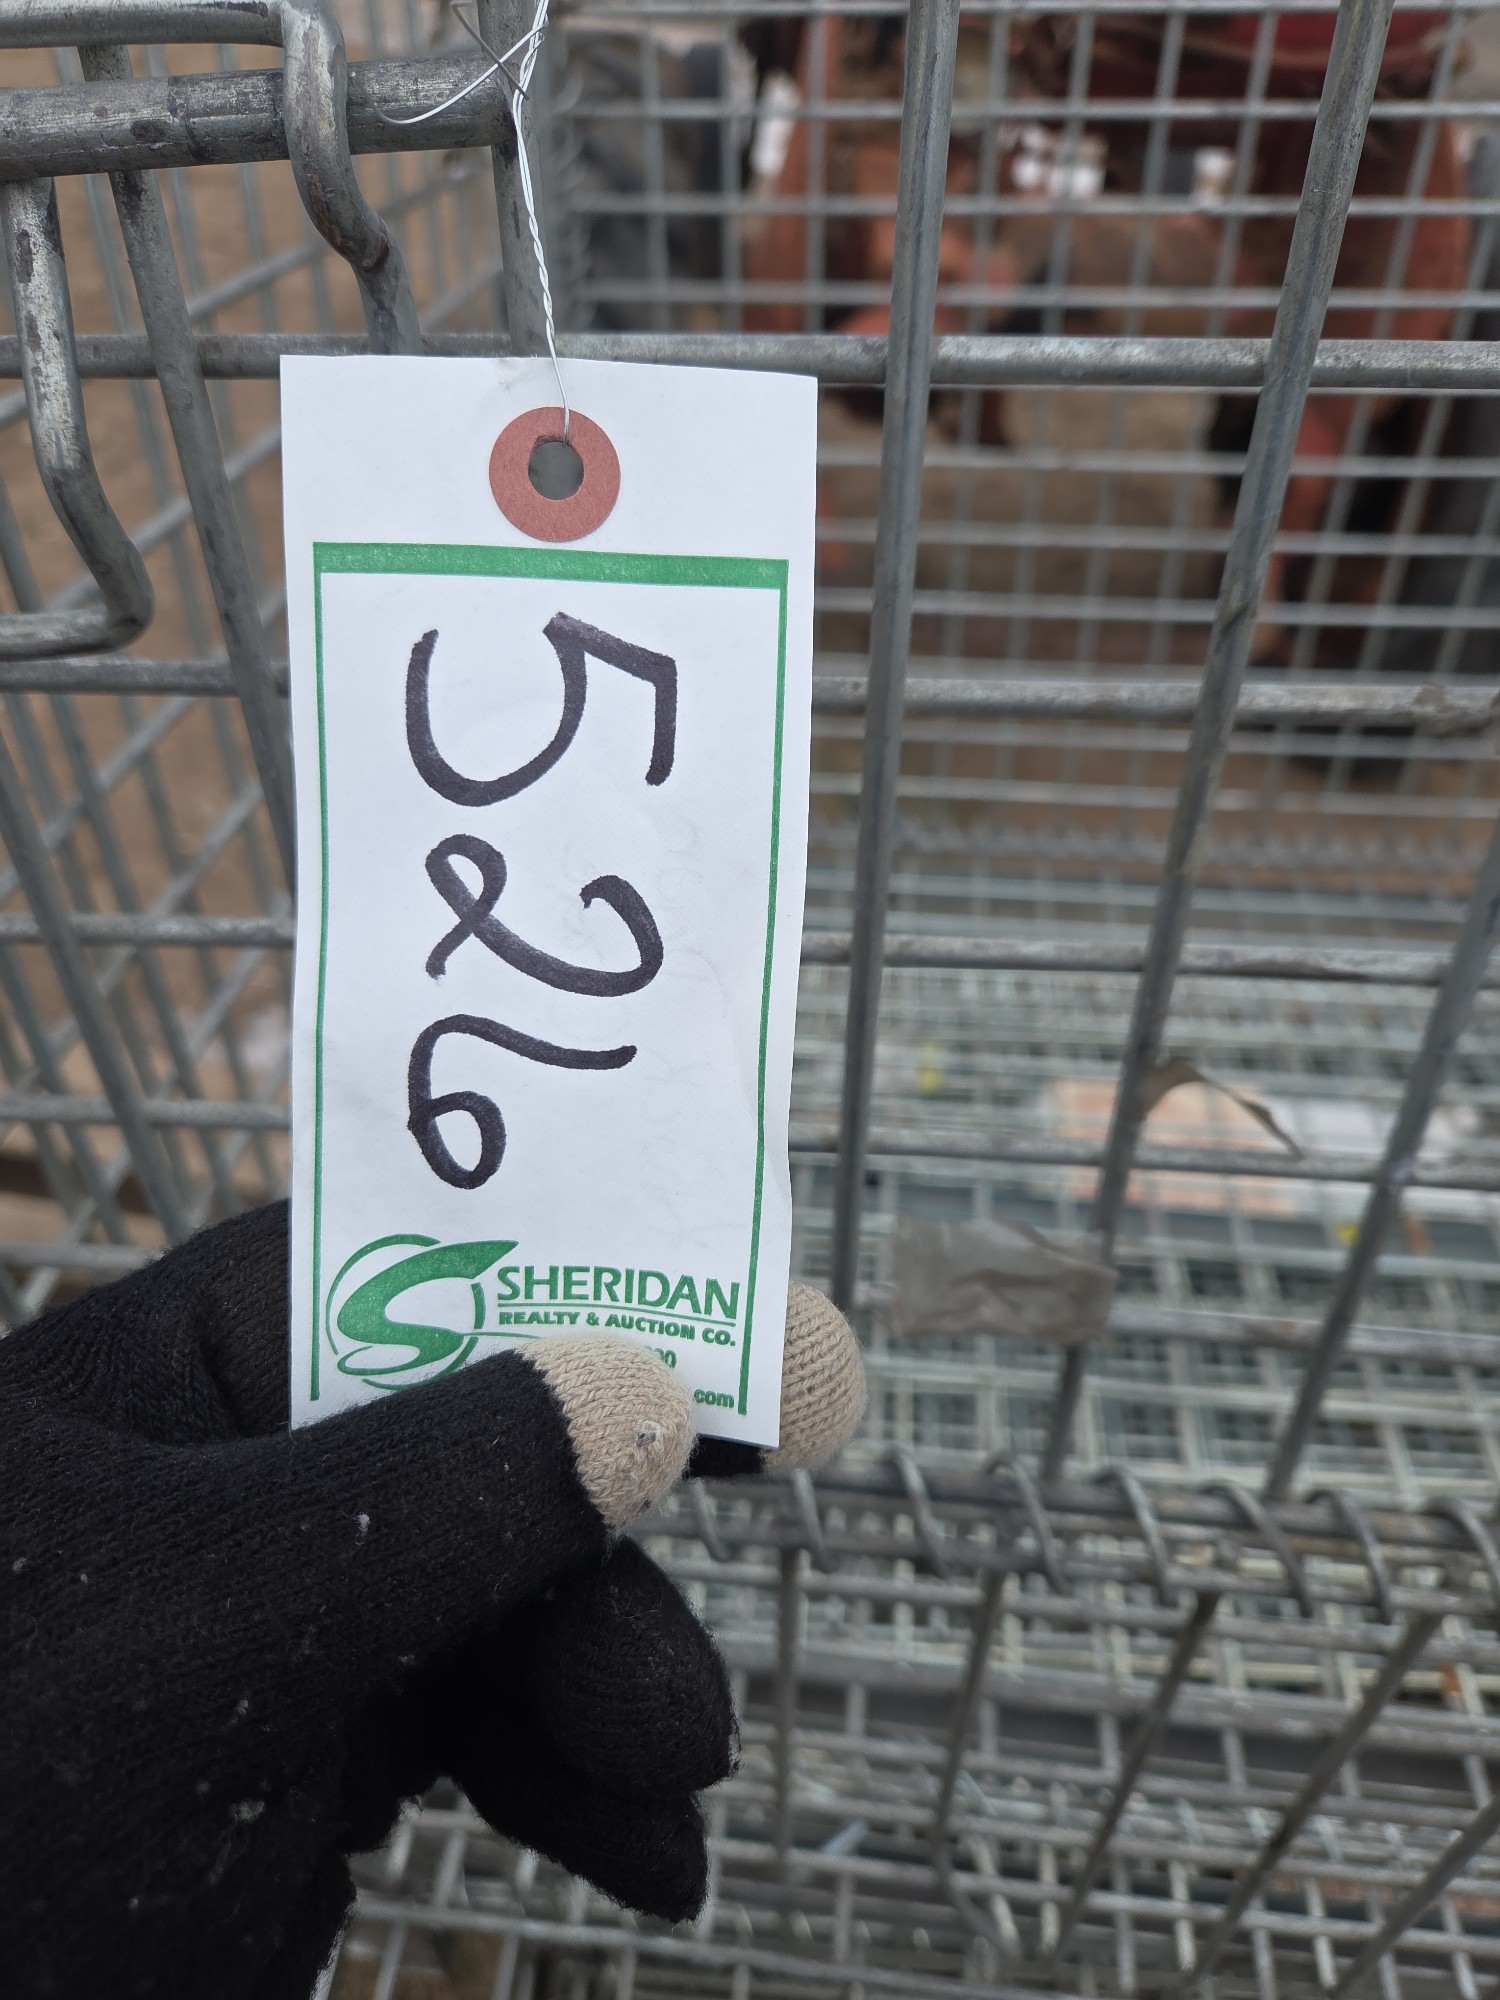 526
SHERIDAN
REALTY & AUCTION CO.
.com